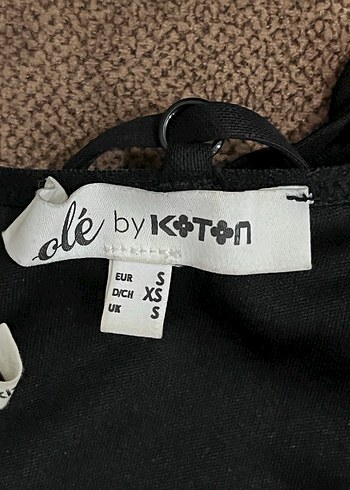 olé by KOTON
EUR S
D/CH XS
UK S